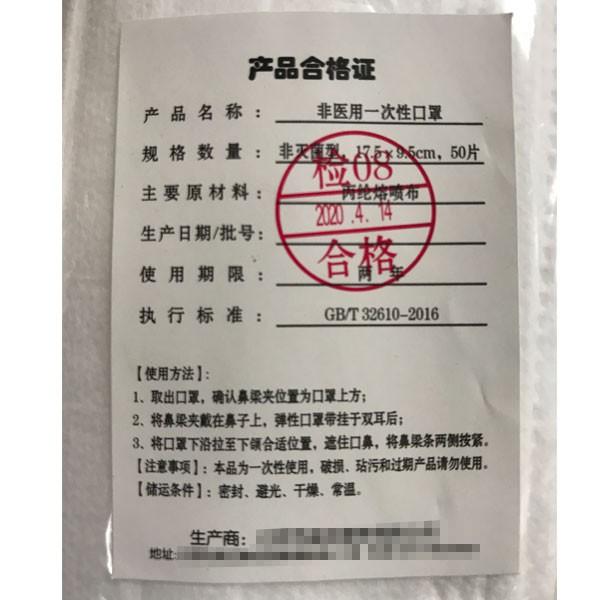 产品合格证
产品名称： 非医用一次性口罩
规格数量： 非灭菌型，17.5×9.5cm，50片
主要原材料： 丙纶熔喷布
生产日期/批号：
使用期限： 两年
执行标准： GB/T 32610-2016
检08
2020.4.14
合格
【使用方法】：
1、取出口罩，确认鼻梁夹位置为口罩上方；
2、将鼻梁夹戴在鼻子上，弹性口罩带挂于双耳后；
3、将口罩下沿拉至下颌合适位置，遮住口鼻，将鼻梁条两侧按紧。
【注意事项】：本品为一次性使用，破损、玷污和过期产品请勿使用。
【储运条件】：密封、避光、干燥、常温。
生产商：
地址：